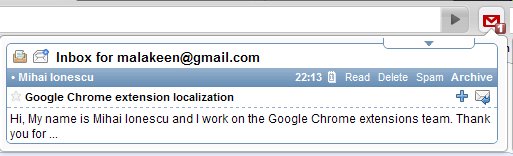 1
Inbox for malakeen@gmail.com
• Mihai Ionescu 22:13 Read Delete Spam Archive
Google Chrome extension localization
Hi, My name is Mihai Ionescu and I work on the Google Chrome extensions team. Thank
you for ...